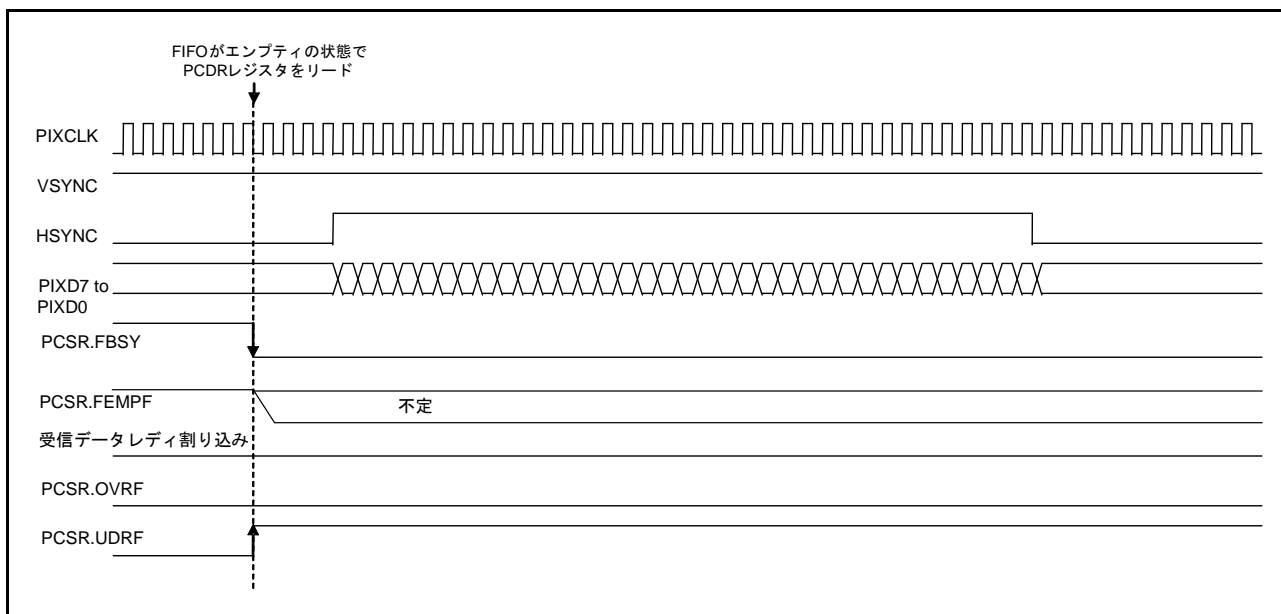 FIFOがエンプティの状態で
PCDRレジスタをリード
PIXCLK
VSYNC
HSYNC
PIXD7 to
PIXD0
PCSR.FBSY
PCSR.FEMPF
不定
受信データレディ割り込み
PCSR.OVRF
PCSR.UDRF